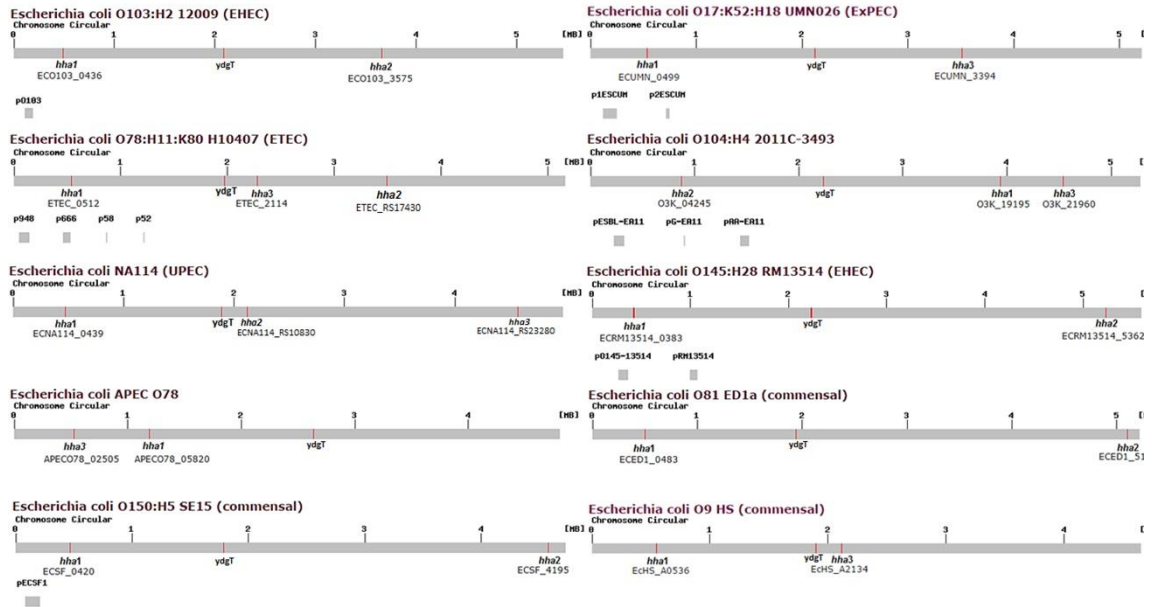 Escherichia coli O103:H2 12009 (EHEC)
Chromosome Circular
0 1 2 3 4 5 [MB]
hha1 ydgT hha2
ECO103_0436 ECO103_3575
pO103
Escherichia coli O78:H11:K80 H10407 (ETEC)
Chromosome Circular
0 1 2 3 4 5 [MB]
hha1 ydgT hha3 hha2
ETEC_0512 ETEC_2114 ETEC_RS17430
p948 p666 p58 p52
Escherichia coli NA114 (UPEC)
Chromosome Circular
0 1 2 3 4 [MB]
hha1 ydgT hha2 hha3
ECNA114_0439 ECNA114_RS10830 ECNA114_RS23280
Escherichia coli APEC O78
Chromosome Circular
0 1 2 3 4 [MB]
hha3 hha1 ydgT
APECO78_02505 APECO78_05820
Escherichia coli O150:H5 SE15 (commensal)
Chromosome Circular
0 1 2 3 4 [MB]
hha1 ydgT hha2
ECSF_0420 ECSF_4195
pECSF1
Escherichia coli O17:K52:H18 UMN026 (ExPEC)
Chromosome Circular
0 1 2 3 4 5 [
hha1 ydgT hha3
ECUMN_0499 ECUMN_3394
p1ESCUM p2ESCUM
Escherichia coli O104:H4 2011C-3493
Chromosome Circular
0 1 2 3 4 5 [
hha2 ydgT hha1 hha3
O3K_04245 O3K_19195 O3K_21960
pESBL-EA11 pG-EA11 pAA-EA11
Escherichia coli O145:H28 RM13514 (EHEC)
Chromosome Circular
0 1 2 3 4 5 [
hha1 ydgT hha2
ECRM13514_0383 ECRM13514_5362
pO145-13514 pRM13514
Escherichia coli O81 ED1a (commensal)
Chromosome Circular
0 1 2 3 4 5 [
hha1 ydgT hha2
ECED1_0483 ECED1_51
Escherichia coli O9 HS (commensal)
Chromosome Circular
0 1 2 3 4 [
hha1 ydgT hha3
EcHS_A0536 EcHS_A2134